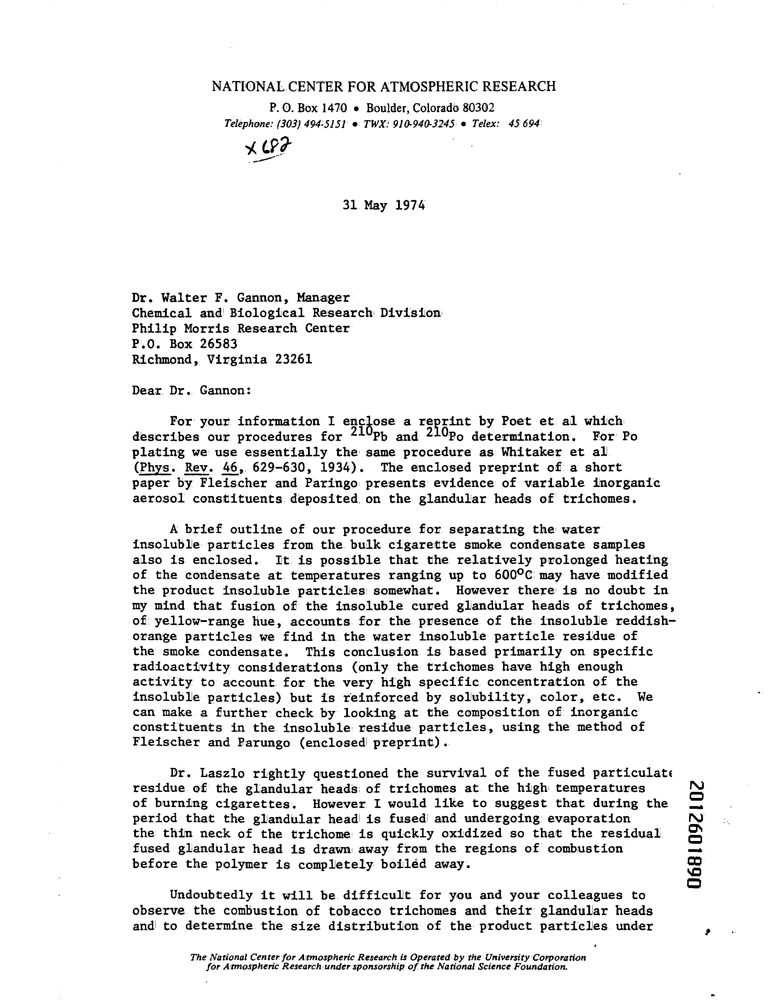 NATIONAL CENTER FOR ATMOSPHERIC RESEARCH
P. O. Box 1470 • Boulder, Colorado 80302
Telephone: (303) 494-5151 • TWX: 910-940-3245 • Telex: 45 694
x 682
31 May 1974
Dr. Walter F. Gannon, Manager
Chemical and Biological Research Division
Philip Morris Research Center
P.O. Box 26583
Richmond, Virginia 23261
Dear Dr. Gannon:
For your information I enclose a reprint by Poet et al which
describes our procedures for 210Pb and 210Po determination. For Po
plating we use essentially the same procedure as Whitaker et al
(Phys. Rev. 46, 629-630, 1934). The enclosed preprint of a short
paper by Fleischer and Paringo presents evidence of variable inorganic
aerosol constituents deposited on the glandular heads of trichomes.
A brief outline of our procedure for separating the water
insoluble particles from the bulk cigarette smoke condensate samples
also is enclosed. It is possible that the relatively prolonged heating
of the condensate at temperatures ranging up to 600°C may have modified
the product insoluble particles somewhat. However there is no doubt in
my mind that fusion of the insoluble cured glandular heads of trichomes,
of yellow-range hue, accounts for the presence of the insoluble reddish-
orange particles we find in the water insoluble particle residue of
the smoke condensate. This conclusion is based primarily on specific
radioactivity considerations (only the trichomes have high enough
activity to account for the very high specific concentration of the
insoluble particles) but is reinforced by solubility, color, etc. We
can make a further check by looking at the composition of inorganic
constituents in the insoluble residue particles, using the method of
Fleischer and Parungo (enclosed preprint).
Dr. Laszlo rightly questioned the survival of the fused particulate
residue of the glandular heads of trichomes at the high temperatures
of burning cigarettes. However I would like to suggest that during the
period that the glandular head is fused and undergoing evaporation
the thin neck of the trichome is quickly oxidized so that the residual
fused glandular head is drawn away from the regions of combustion
before the polymer is completely boiled away.
Undoubtedly it will be difficult for you and your colleagues to
observe the combustion of tobacco trichomes and their glandular heads
and to determine the size distribution of the product particles under
The National Center for Atmospheric Research is Operated by the University Corporation
for Atmospheric Research under sponsorship of the National Science Foundation.
2012601890